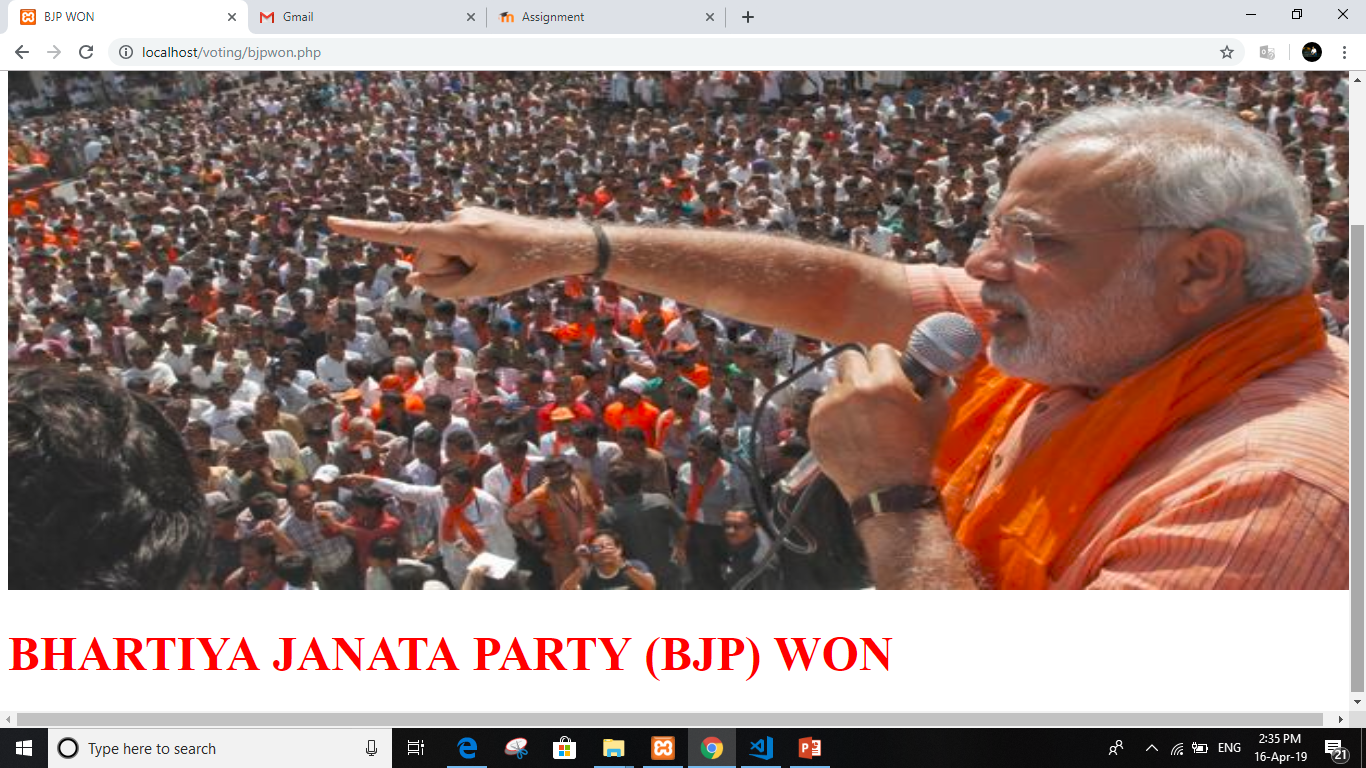 BJP WON
Gmail
Assignment
localhost/voting/bjpwon.php
BHARTIYA JANATA PARTY (BJP) WON
Type here to search
ENG
2:35 PM
16-Apr-19
21